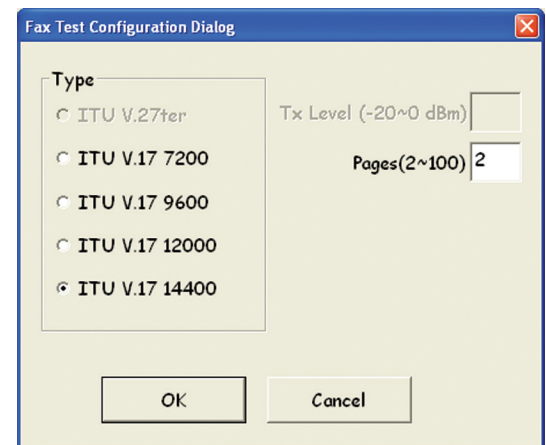 Fax Test Configuration Dialog
Type
ITU V.27ter
ITU V.17 7200
ITU V.17 9600
ITU V.17 12000
ITU V.17 14400
Tx Level (-20~0 dBm)
Pages(2~100) 2
OK
Cancel